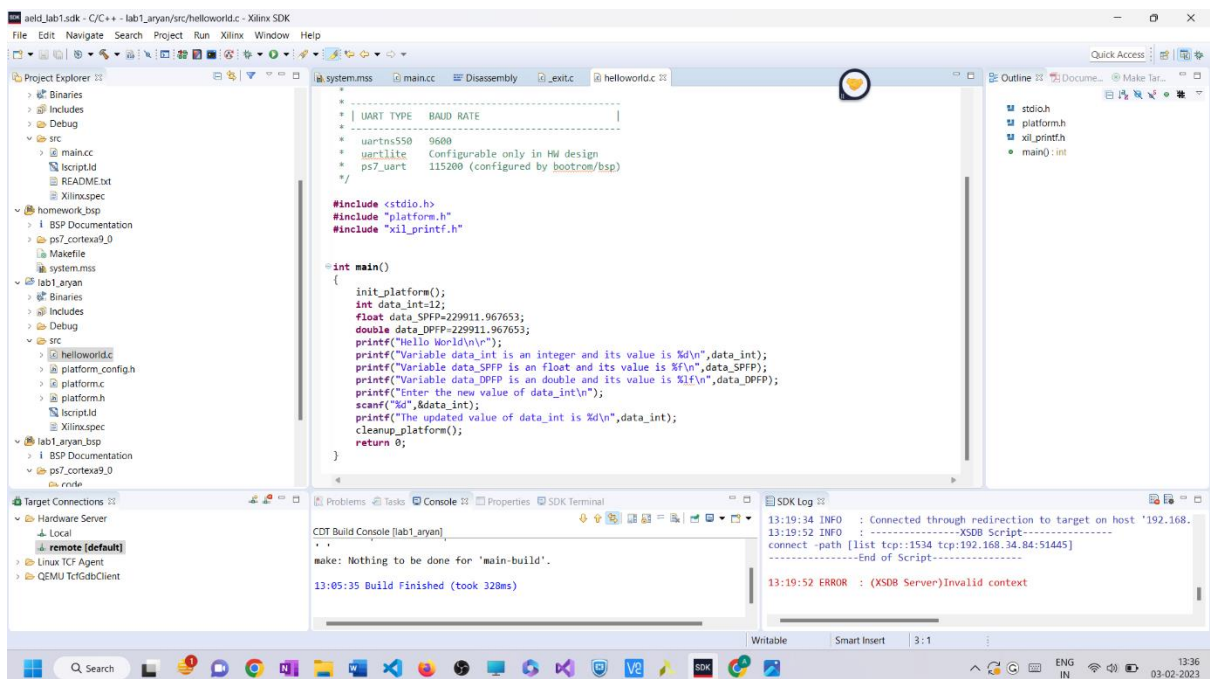 aeld_lab1.sdk - C/C++ - lab1_aryan/src/helloworld.c - Xilinx SDK
File Edit Navigate Search Project Run Xilinx Window Help
Quick Access
Project Explorer
Binaries
Includes
Debug
src
main.cc
lscript.ld
README.txt
Xilinx.spec
homework_bsp
BSP Documentation
ps7_cortexa9_0
Makefile
system.mss
lab1_aryan
Binaries
Includes
Debug
src
helloworld.c
platform_config.h
platform.c
platform.h
lscript.ld
Xilinx.spec
lab1_aryan_bsp
BSP Documentation
ps7_cortexa9_0
code
system.mss main.cc Disassembly _exit.c helloworld.c
*
* ------------------------------------------------
* | UART TYPE   BAUD RATE                        |
* ------------------------------------------------
*   uartns550   9600
*   uartlite    Configurable only in HW design
*   ps7_uart    115200 (configured by bootrom/bsp)
*/
#include <stdio.h>
#include "platform.h"
#include "xil_printf.h"
int main()
{
init_platform();
int data_int=12;
float data_SPFP=229911.967653;
double data_DPFP=229911.967653;
printf("Hello World\n\r");
printf("Variable data_int is an integer and its value is %d\n",data_int);
printf("Variable data_SPFP is an float and its value is %f\n",data_SPFP);
printf("Variable data_DPFP is an double and its value is %lf\n",data_DPFP);
printf("Enter the new value of data_int\n");
scanf("%d",&data_int);
printf("The updated value of data_int is %d\n",data_int);
cleanup_platform();
return 0;
}
Outline Docume... Make Tar...
stdio.h
platform.h
xil_printf.h
main() : int
Target Connections
Hardware Server
Local
remote [default]
Linux TCF Agent
QEMU TcfGdbClient
Problems Tasks Console Properties SDK Terminal
CDT Build Console [lab1_aryan]
make: Nothing to be done for 'main-build'.
13:05:35 Build Finished (took 328ms)
SDK Log
13:19:34 INFO : Connected through redirection to target on host '192.168.
13:19:52 INFO : ----------------XSDB Script----------------
connect -path [list tcp::1534 tcp:192.168.34.84:51445]
----------------End of Script----------------
13:19:52 ERROR : (XSDB Server)Invalid context
Writable Smart Insert 3 : 1
Search
SDK
ENG
IN
13:36
03-02-2023